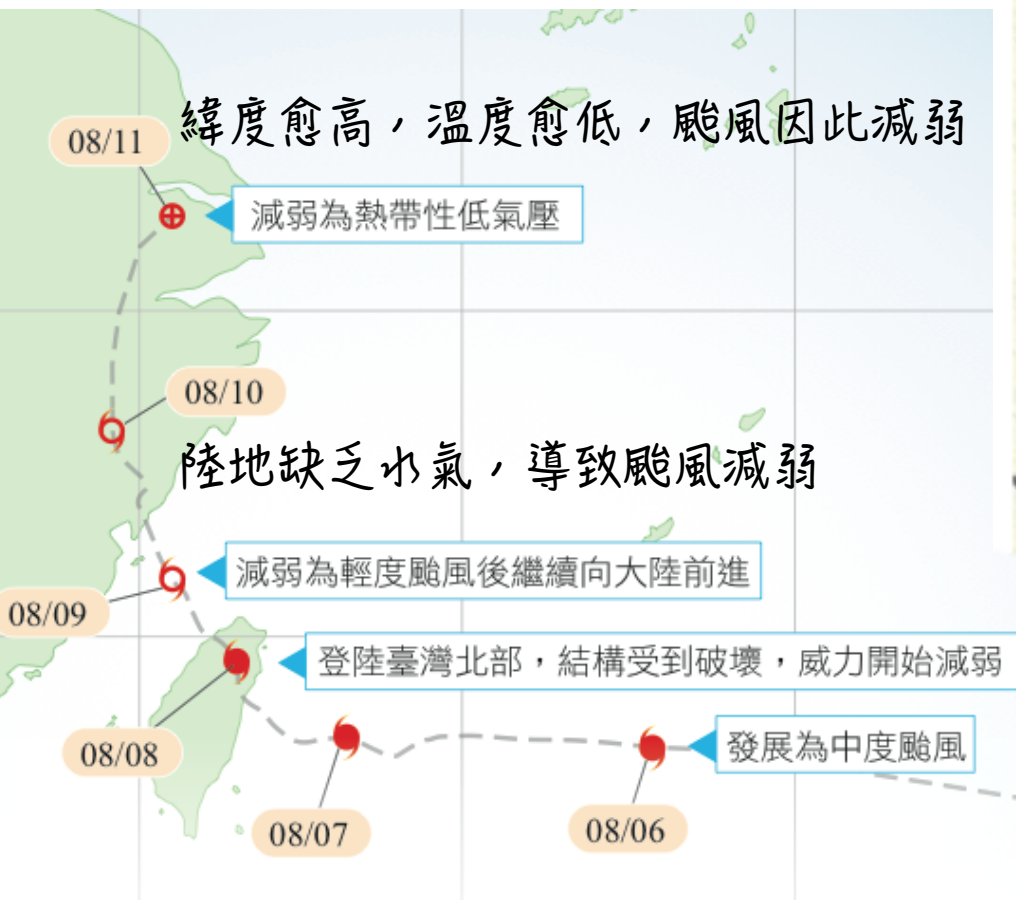 緯度愈高，溫度愈低，颱風因此減弱
08/11
減弱為熱帶性低氣壓
08/10
陸地缺乏水氣，導致颱風減弱
減弱為輕度颱風後繼續向大陸前進
08/09
登陸臺灣北部，結構受到破壞，威力開始減弱
08/08
發展為中度颱風
08/07
08/06